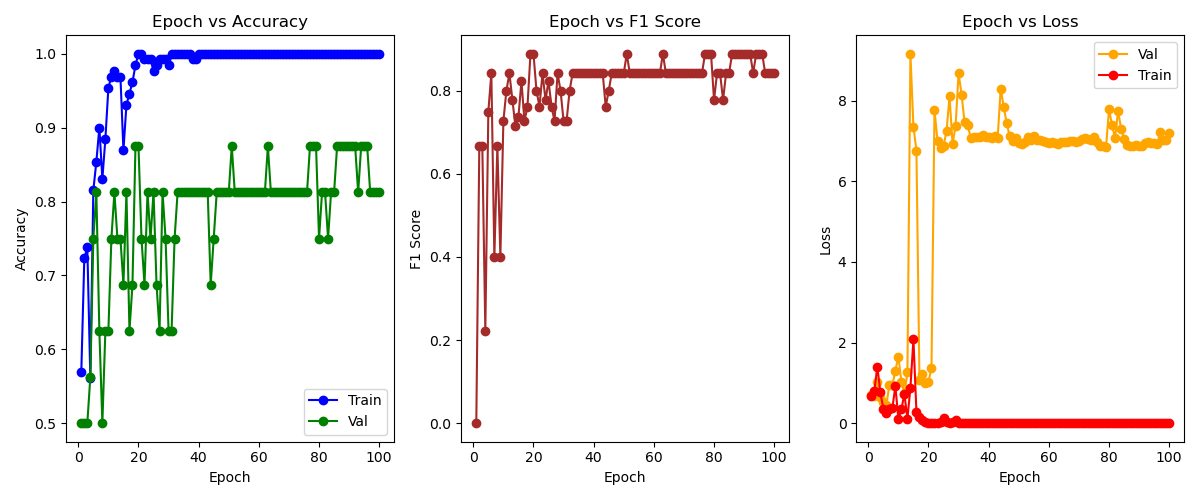 Epoch vs Accuracy
1.0
0.9
0.8
0.7
0.6
0.5
Accuracy
Train
Val
0 20 40 60 80 100
Epoch
Epoch vs F1 Score
0.8
0.6
0.4
0.2
0.0
F1 Score
0 20 40 60 80 100
Epoch
Epoch vs Loss
Val
Train
8
6
4
2
0
Loss
0 20 40 60 80 100
Epoch